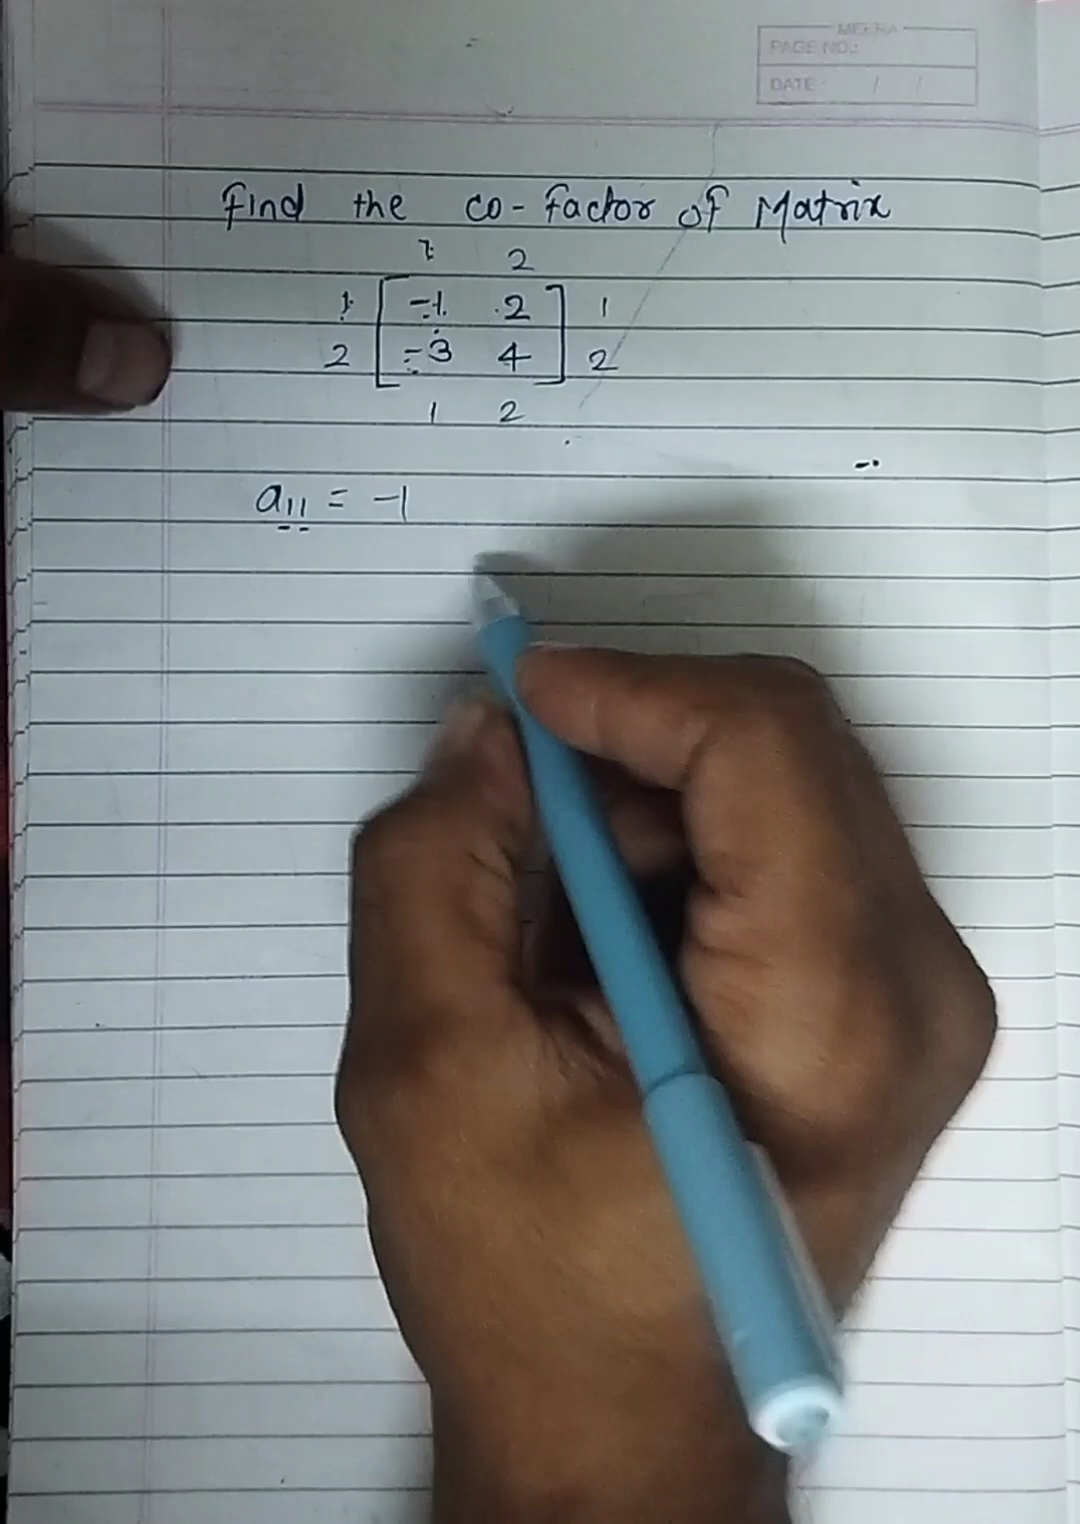 MEERA
PAGE NO.:
DATE: / /
Find the co-factor of Matrix
1 2
1 [ -1 2 ] 1
2 [ -3 4 ] 2
1 2
a11 = -1